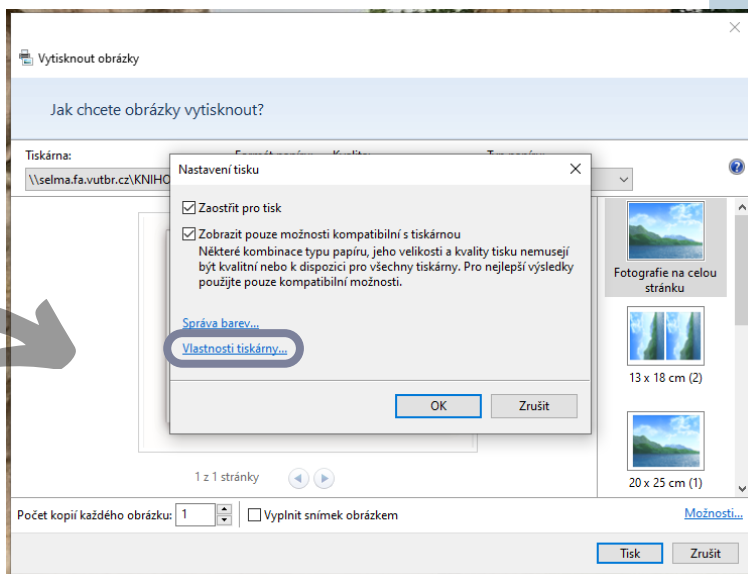 Vytisknout obrázky
Jak chcete obrázky vytisknout?
Tiskárna:
\\selma.fa.vutbr.cz\KNIHO
Nastavení tisku
Zaostřit pro tisk
Zobrazit pouze možnosti kompatibilní s tiskárnou
Některé kombinace typu papíru, jeho velikosti a kvality tisku nemusejí
být kvalitní nebo k dispozici pro všechny tiskárny. Pro nejlepší výsledky
použijte pouze kompatibilní možnosti.
Správa barev...
Vlastnosti tiskárny...
OK Zrušit
Fotografie na celou
stránku
13 x 18 cm (2)
20 x 25 cm (1)
1 z 1 stránky
Počet kopií každého obrázku: 1 Vyplnit snímek obrázkem Možnosti...
Tisk Zrušit